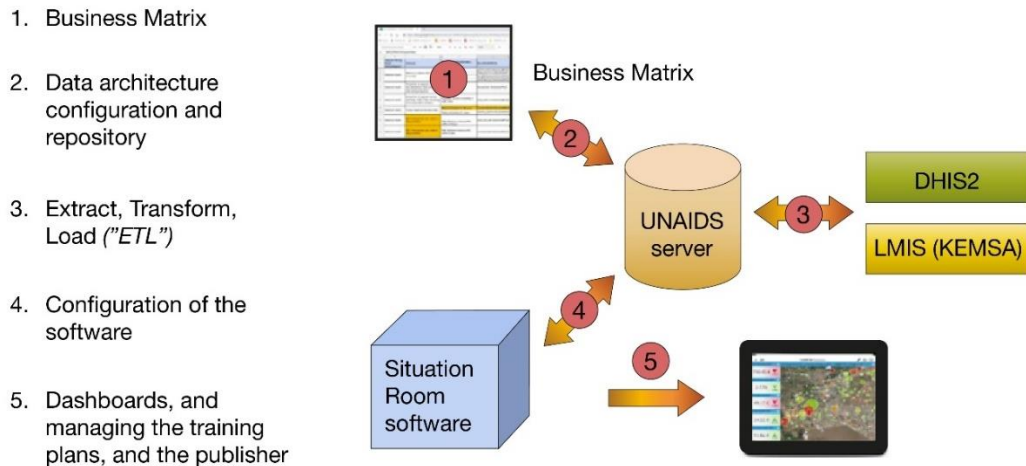 1. Business Matrix
2. Data architecture
configuration and
repository
3. Extract, Transform,
Load (”ETL”)
4. Configuration of the
software
5. Dashboards, and
managing the training
plans, and the publisher
1
Business Matrix
2
UNAIDS
server
3
DHIS2
LMIS (KEMSA)
4
Situation
Room
software
5